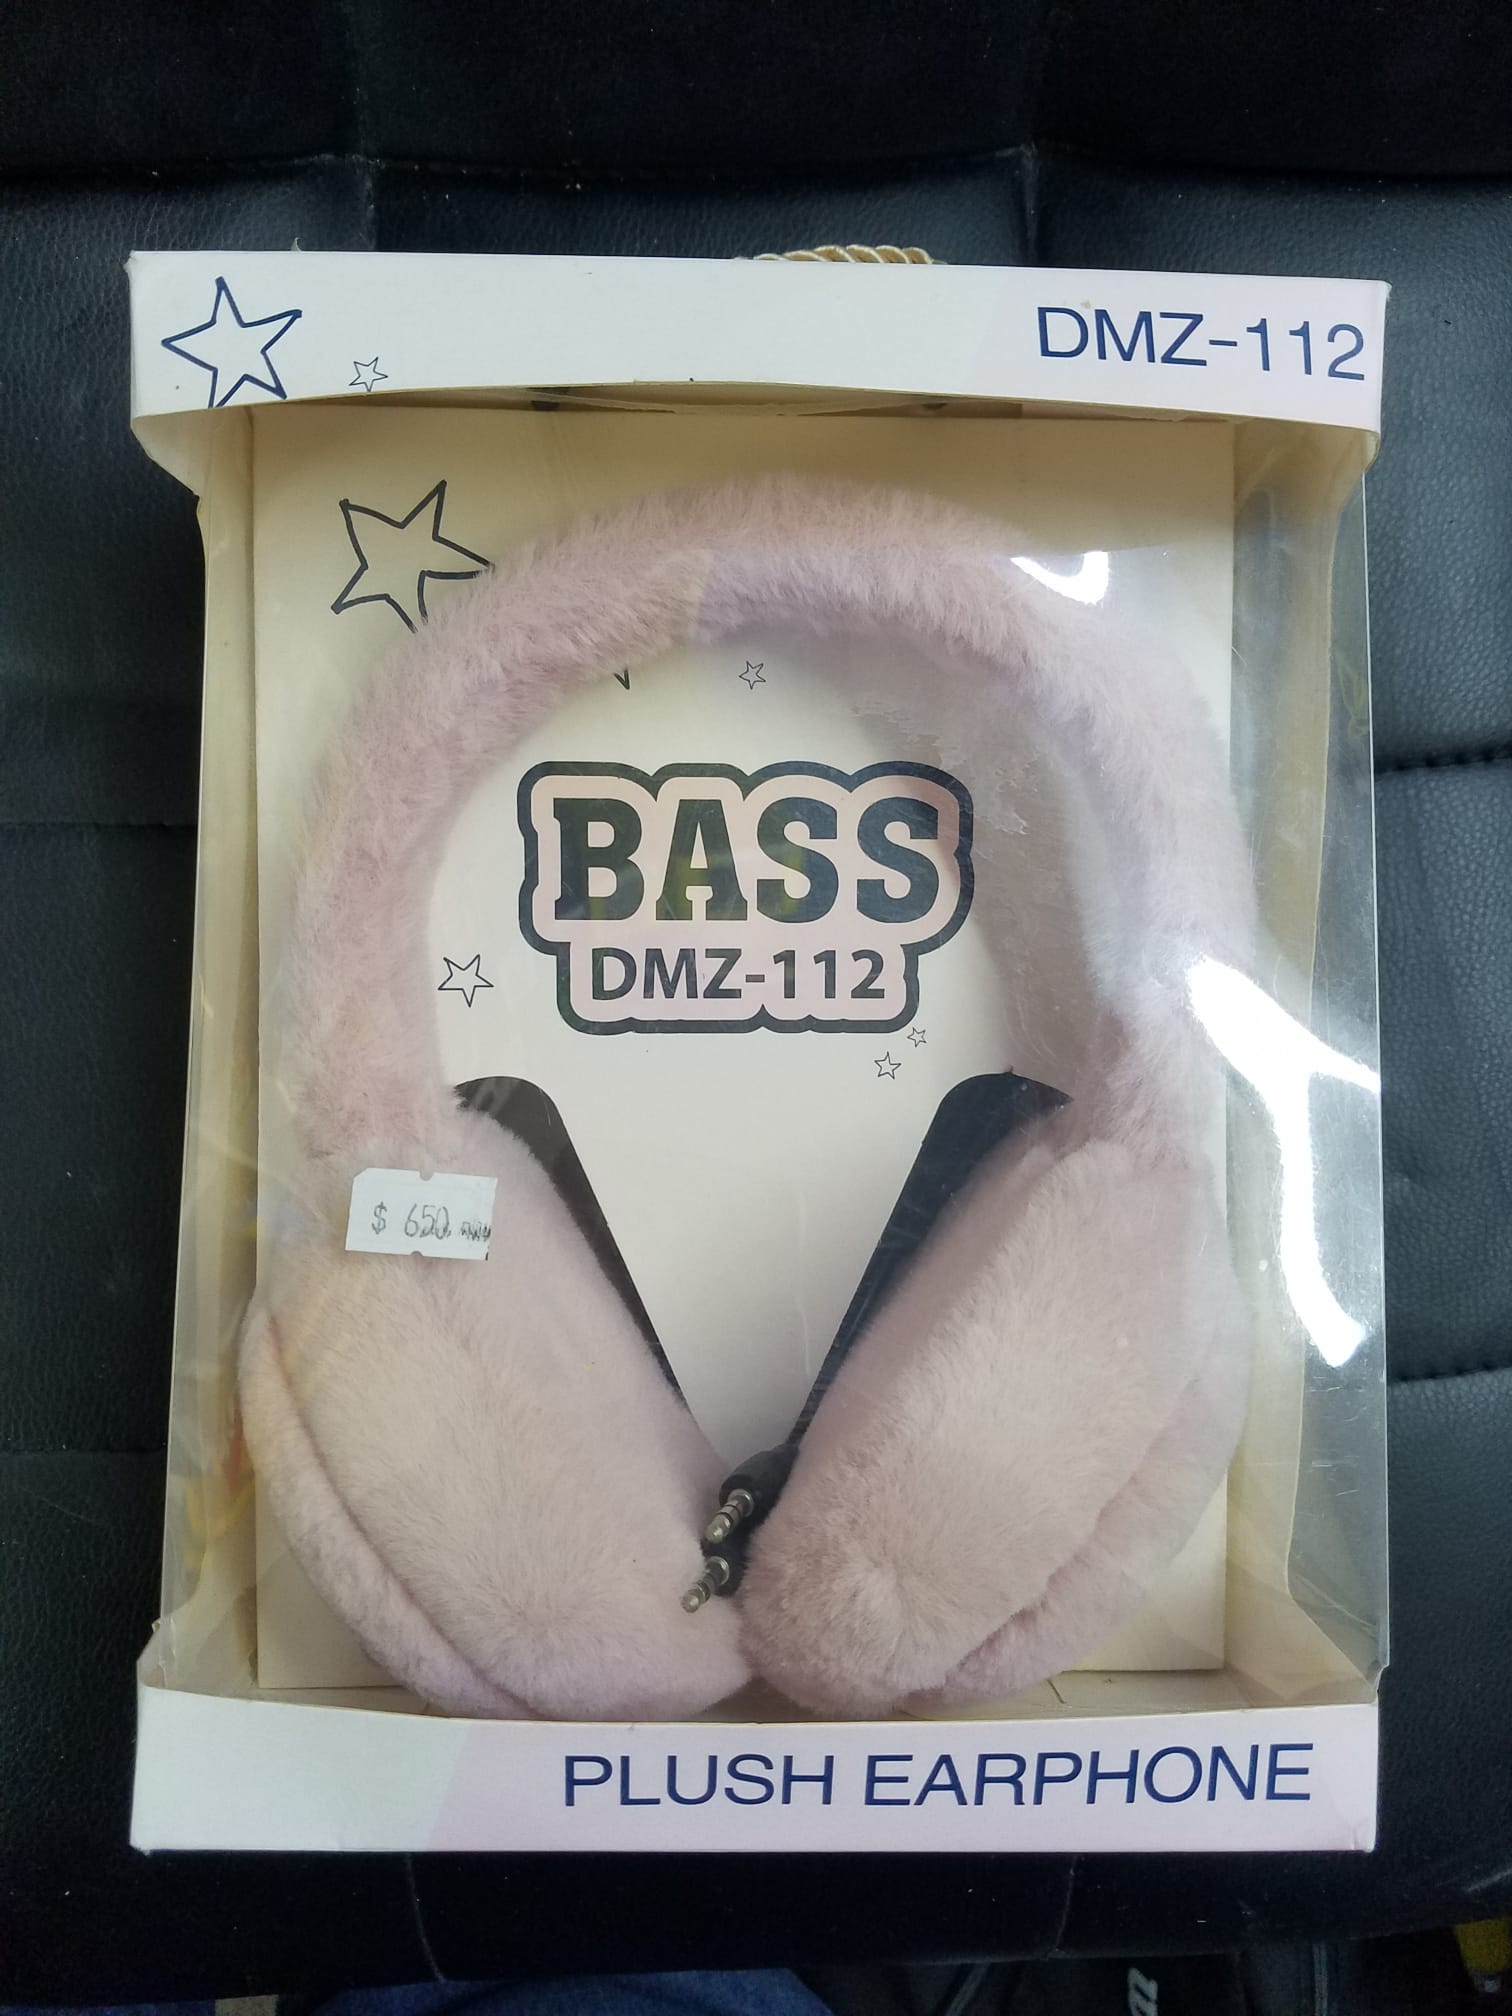 DMZ-112
BASS
DMZ-112
$ 650
PLUSH EARPHONE